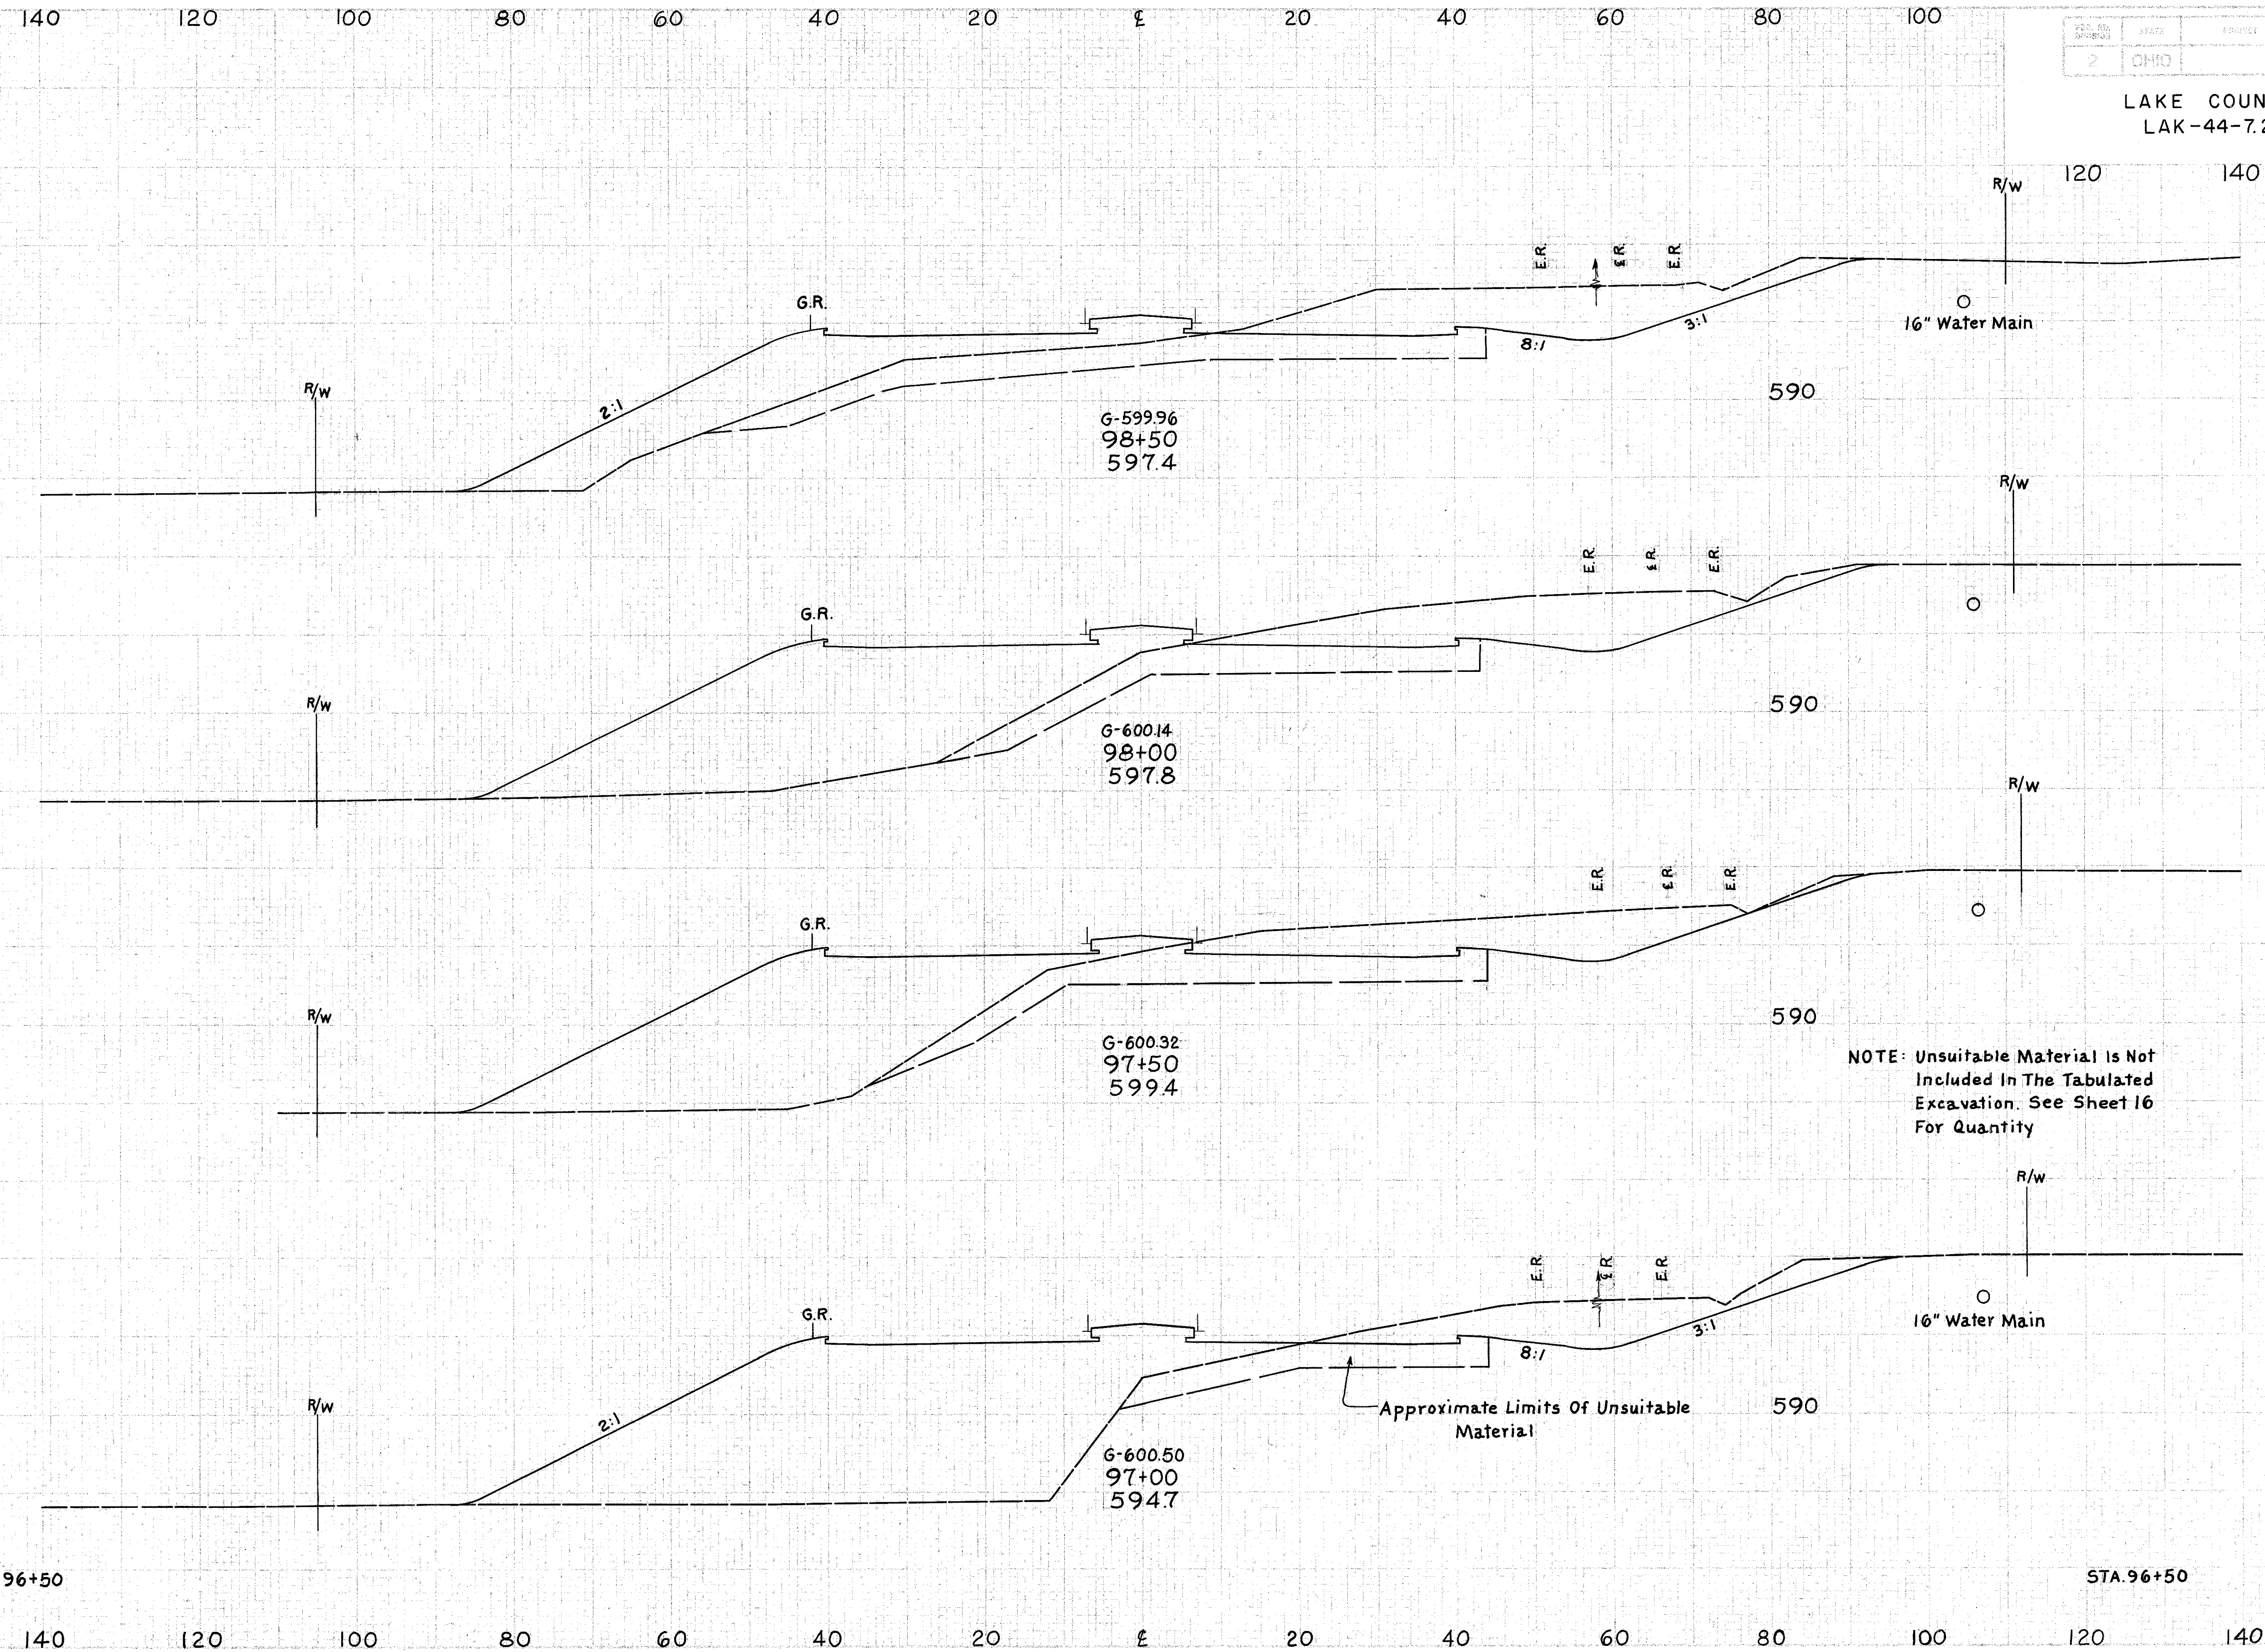 140 120 100 80 60 40 20 ℄ 20 40 60 80 100
FED. RD. DIVISION STATE PROJECT
2 OHIO
LAKE COUN
LAK-44-7.2
120 140
R/W
E.R. ℄ R. E.R.
G.R.
16" Water Main
3:1
8:1
R/W
2:1
590
G-599.96
98+50
597.4
R/W
E.R. ℄ R. E.R.
G.R.
R/W
590
G-600.14
98+00
597.8
R/W
E.R. ℄ R. E.R.
G.R.
R/W
590
G-600.32
97+50
599.4
NOTE: Unsuitable Material Is Not
Included In The Tabulated
Excavation. See Sheet 16
For Quantity
R/W
E.R. ℄ R. E.R.
G.R.
16" Water Main
3:1
8:1
R/W
2:1
Approximate Limits Of Unsuitable
Material
590
G-600.50
97+00
594.7
96+50
STA. 96+50
140 120 100 80 60 40 20 ℄ 20 40 60 80 100 120 140